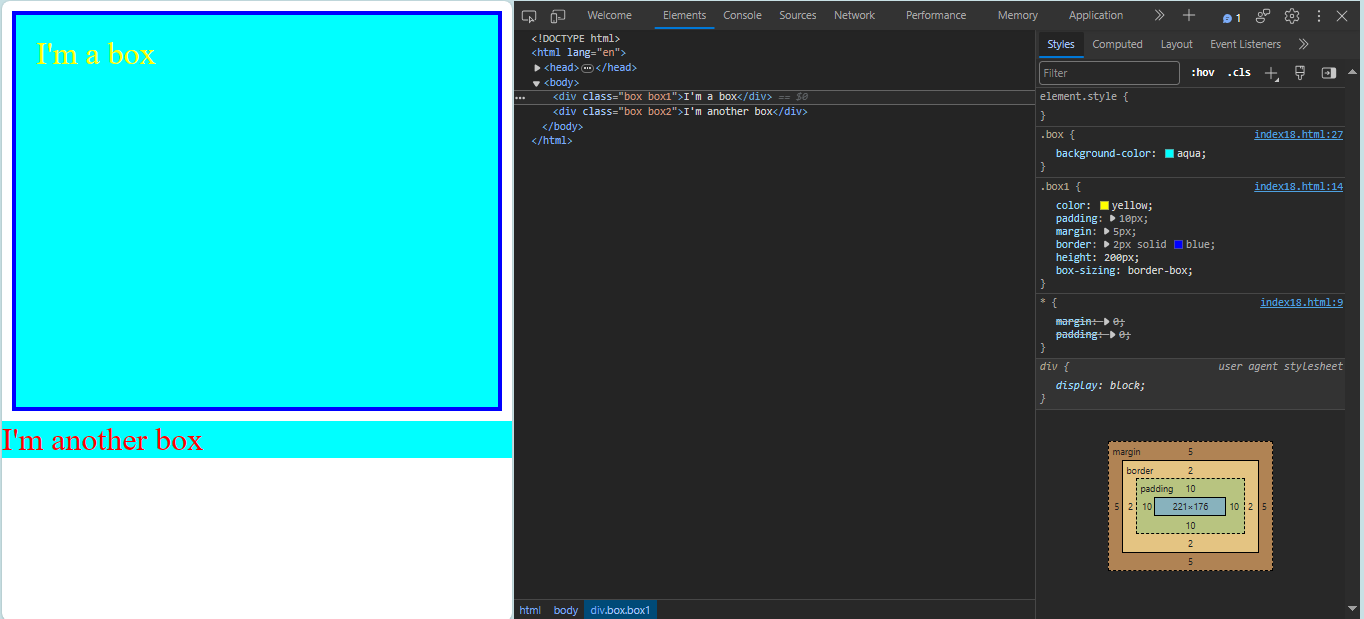 I'm a box
I'm another box
Welcome Elements Console Sources Network Performance Memory Application 1
<!DOCTYPE html>
<html lang="en">
<head>⋯</head>
<body>
<div class="box box1">I'm a box</div> == $0
<div class="box box2">I'm another box</div>
</body>
</html>
html body div.box.box1
Styles Computed Layout Event Listeners
Filter :hov .cls
element.style {
}
.box { index18.html:27
background-color: aqua;
}
.box1 { index18.html:14
color: yellow;
padding: 10px;
margin: 5px;
border: 2px solid blue;
height: 200px;
box-sizing: border-box;
}
* { index18.html:9
margin: 0;
padding: 0;
}
div { user agent stylesheet
display: block;
}
margin 5
border 2
padding 10
5 2 10 221×176 10 2 5
10
2
5